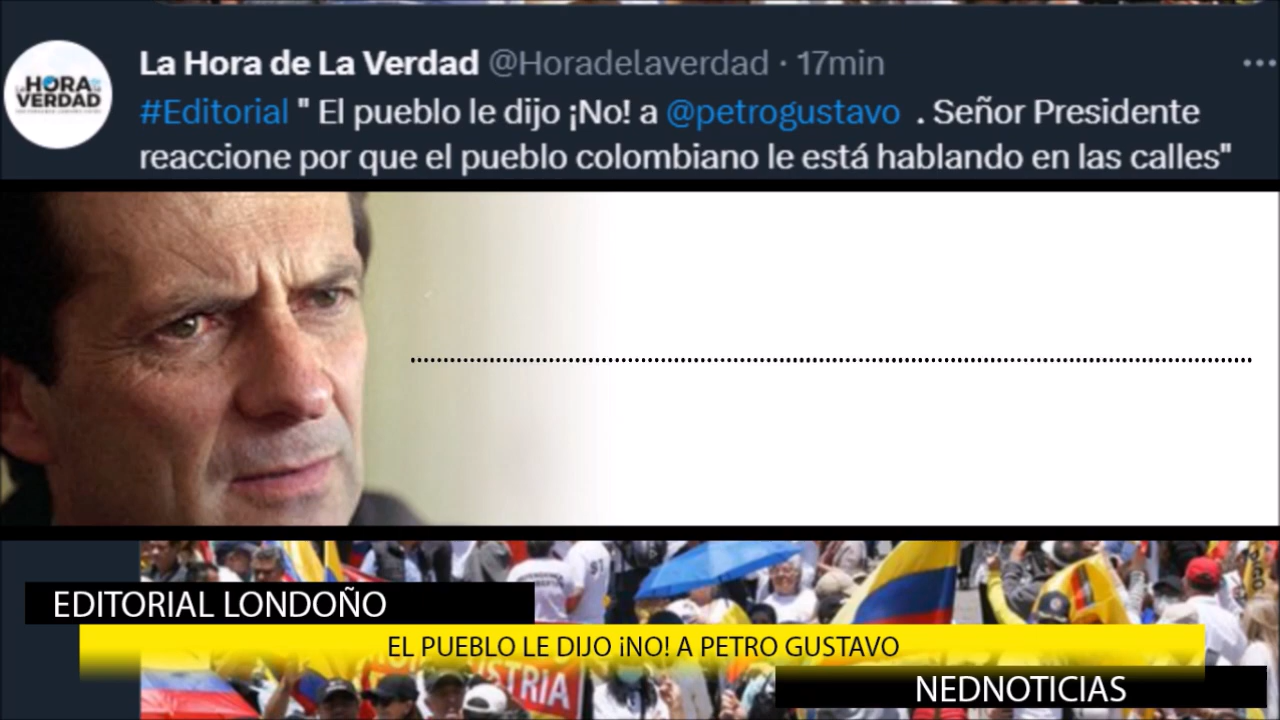 La Hora de La Verdad @Horadelaverdad · 17min
HORA
VERDAD
#Editorial " El pueblo le dijo ¡No! a @petrogustavo . Señor Presidente
reaccione por que el pueblo colombiano le está hablando en las calles"
EDITORIAL LONDOÑO
EL PUEBLO LE DIJO ¡NO! A PETRO GUSTAVO
NEDNOTICIAS